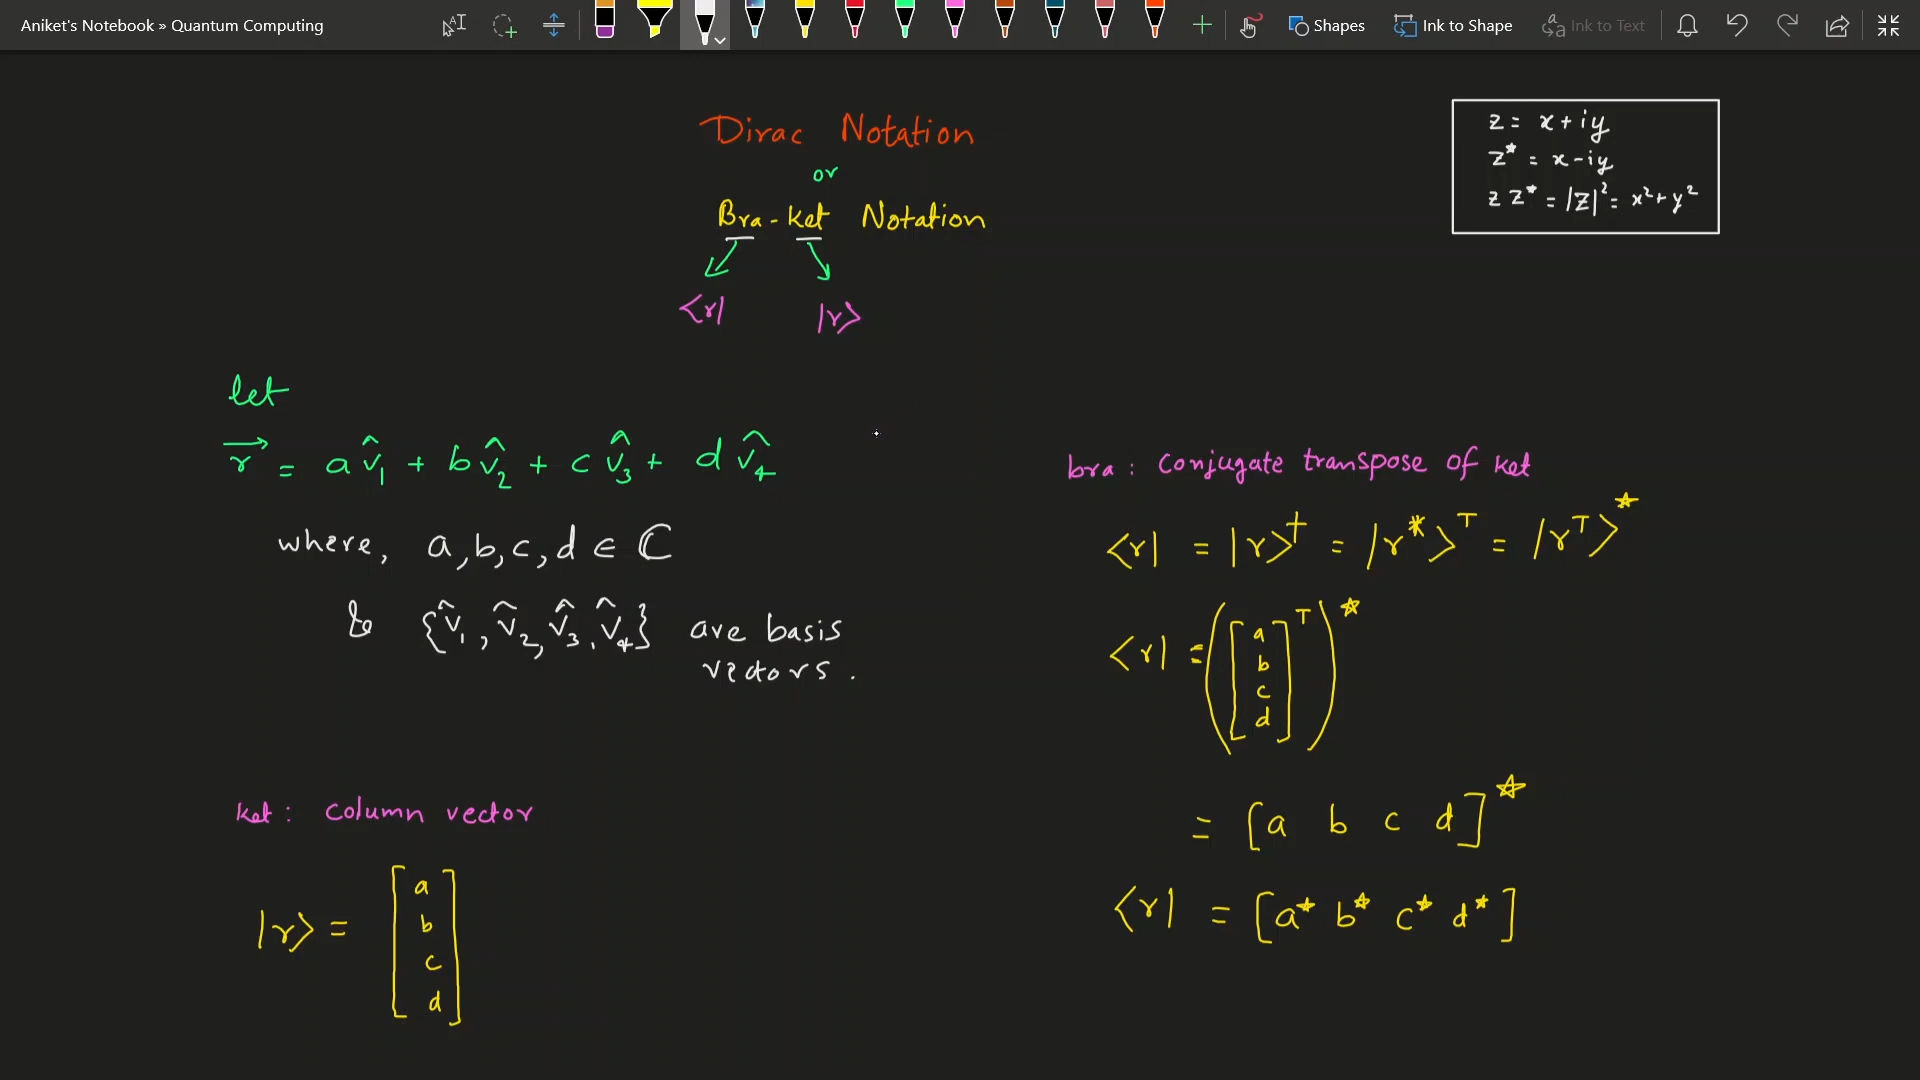 Aniket's Notebook » Quantum Computing
Shapes
Ink to Shape
Ink to Text
Dirac Notation
or
Bra-ket Notation
⟨r| |r⟩
z = x+iy
z* = x-iy
z z* = |z|² = x²+y²
let
r⃗ = a v̂₁ + b v̂₂ + c v̂₃ + d v̂₄
where, a,b,c,d ∈ ℂ
& {v̂₁, v̂₂, v̂₃, v̂₄} are basis
vectors.
ket: column vector
|r⟩ = [
a
b
c
d
]
bra: conjugate transpose of ket
⟨r| = |r⟩† = |r*⟩ᵀ = |rᵀ⟩*
⟨r| = ([
a
b
c
d
]ᵀ)*
= [a b c d]*
⟨r| = [a* b* c* d*]